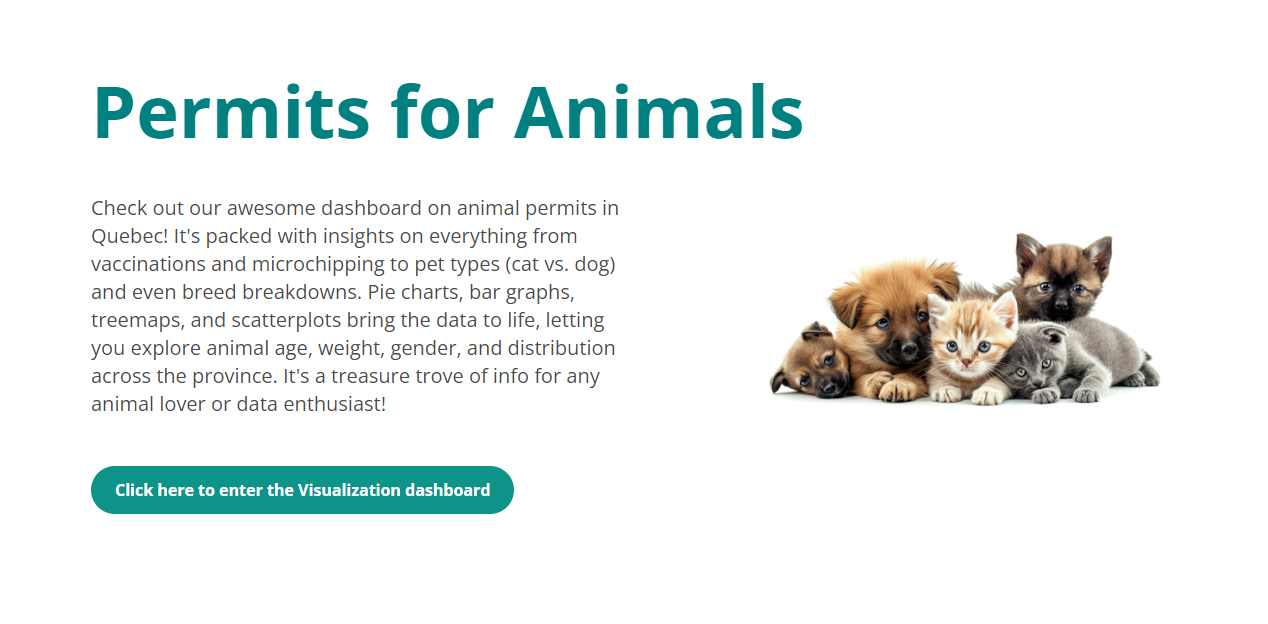 Permits for Animals
Check out our awesome dashboard on animal permits in
Quebec! It's packed with insights on everything from
vaccinations and microchipping to pet types (cat vs. dog)
and even breed breakdowns. Pie charts, bar graphs,
treemaps, and scatterplots bring the data to life, letting
you explore animal age, weight, gender, and distribution
across the province. It's a treasure trove of info for any
animal lover or data enthusiast!
Click here to enter the Visualization dashboard